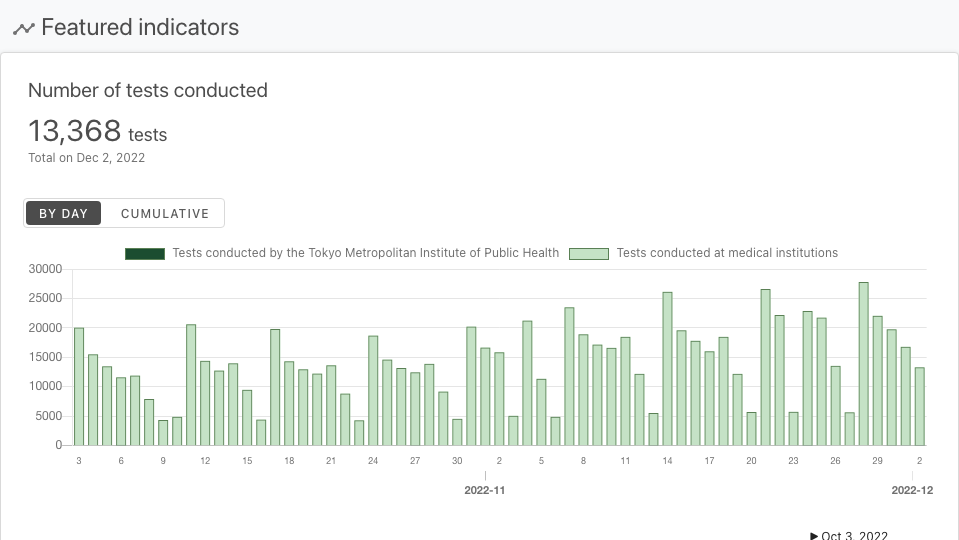 Featured indicators
Number of tests conducted
13,368 tests
Total on Dec 2, 2022
BY DAY CUMULATIVE
Tests conducted by the Tokyo Metropolitan Institute of Public Health Tests conducted at medical institutions
30000
25000
20000
15000
10000
5000
0
3 6 9 12 15 18 21 24 27 30 2 5 8 11 14 17 20 23 26 29 2
2022-11 2022-12
Oct 3, 2022